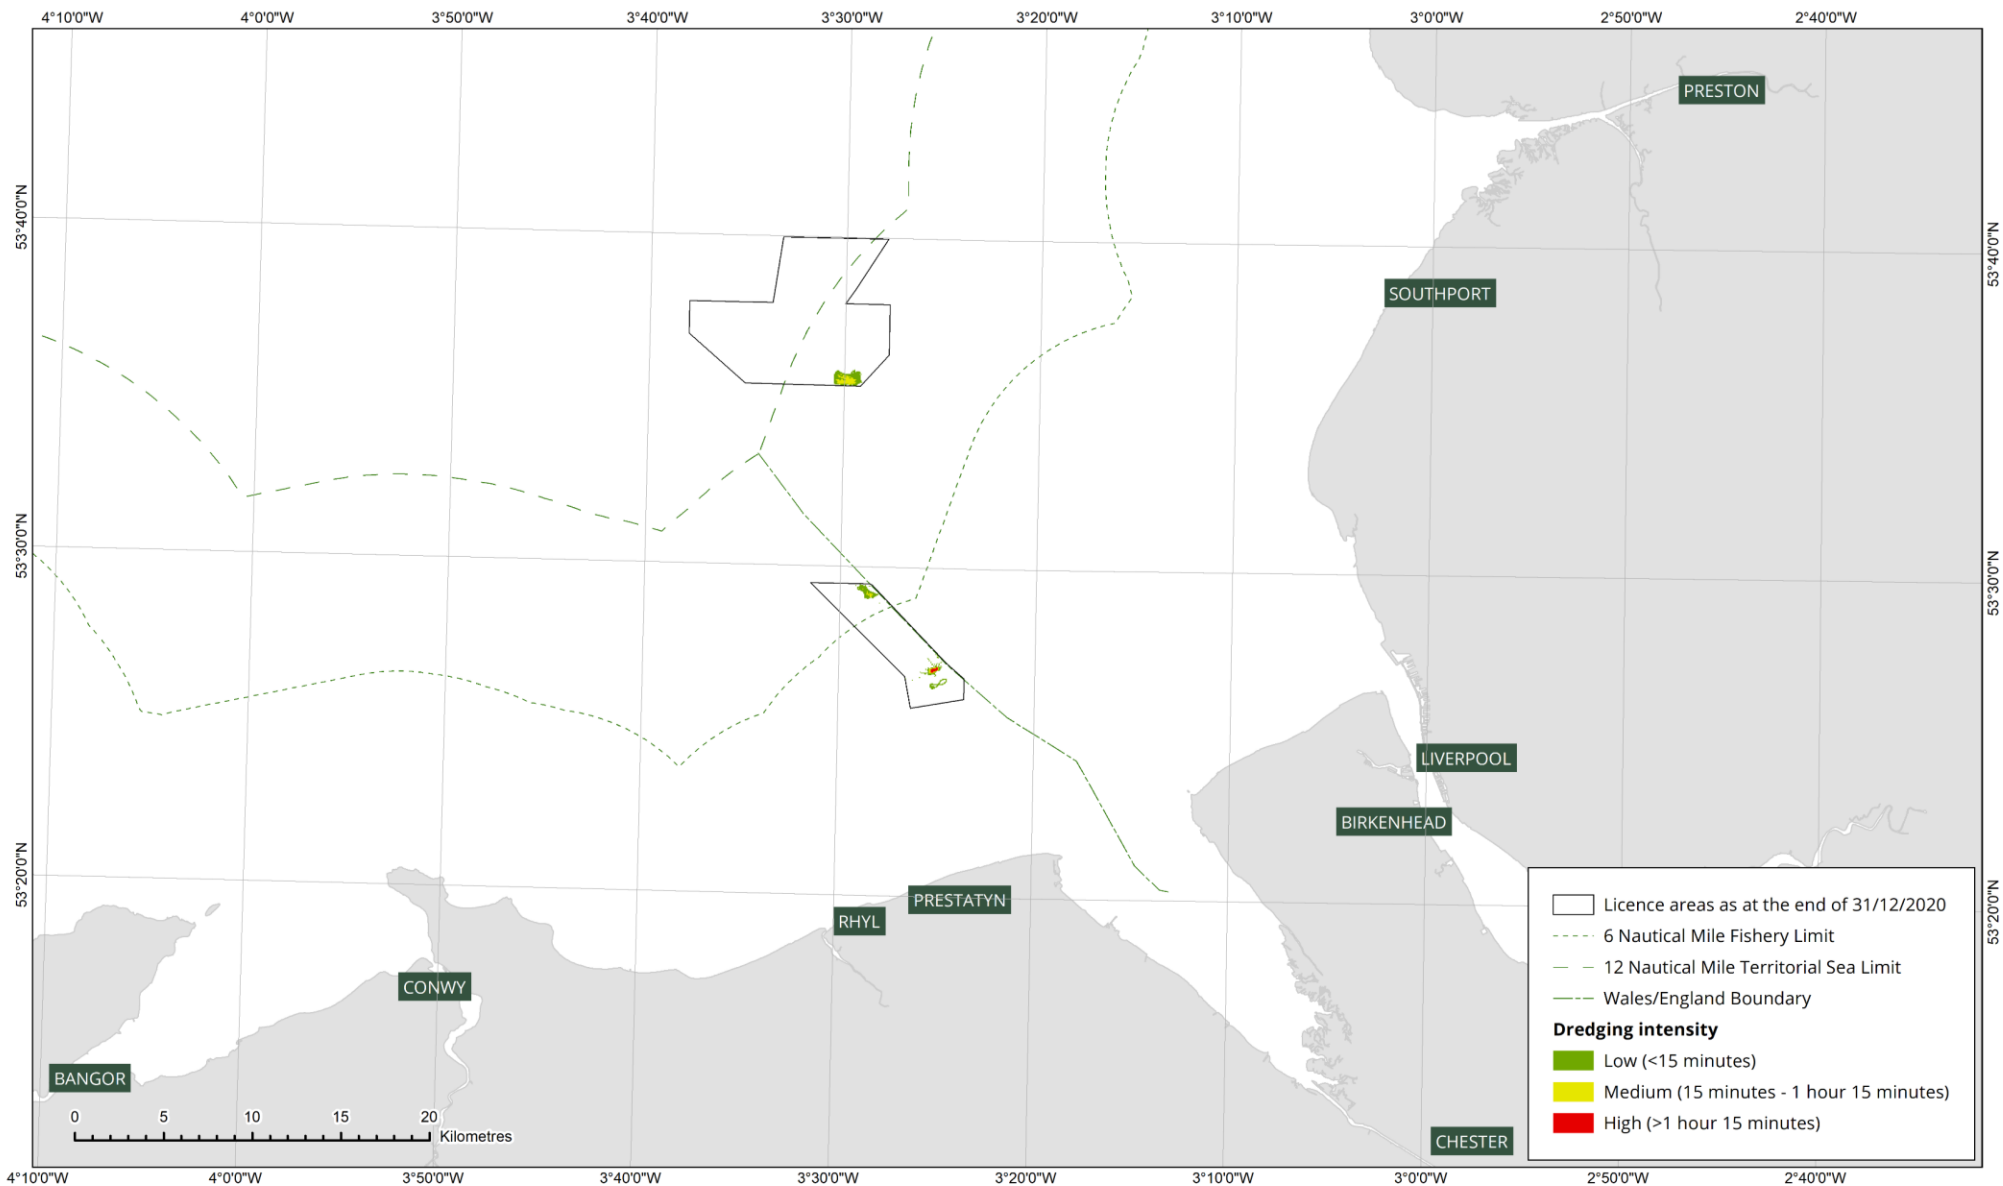 4°10'0"W 4°0'0"W 3°50'0"W 3°40'0"W 3°30'0"W 3°20'0"W 3°10'0"W 3°0'0"W 2°50'0"W 2°40'0"W
PRESTON
53°40'0"N
53°40'0"N
SOUTHPORT
53°30'0"N
53°30'0"N
LIVERPOOL
BIRKENHEAD
53°20'0"N
53°20'0"N
PRESTATYN
RHYL
CONWY
BANGOR
CHESTER
0 5 10 15 20
Kilometres
Licence areas as at the end of 31/12/2020
6 Nautical Mile Fishery Limit
12 Nautical Mile Territorial Sea Limit
Wales/England Boundary
Dredging intensity
Low (<15 minutes)
Medium (15 minutes - 1 hour 15 minutes)
High (>1 hour 15 minutes)
4°10'0"W 4°0'0"W 3°50'0"W 3°40'0"W 3°30'0"W 3°20'0"W 3°10'0"W 3°0'0"W 2°50'0"W 2°40'0"W